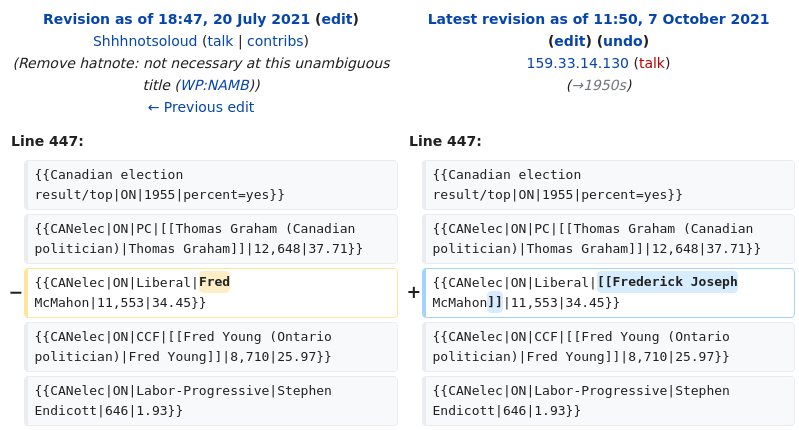 Revision as of 18:47, 20 July 2021 (edit)
Shhhnotsoloud (talk | contribs)
(Remove hatnote: not necessary at this unambiguous
title (WP:NAMB))
← Previous edit
Latest revision as of 11:50, 7 October 2021
(edit) (undo)
159.33.14.130 (talk)
(→1950s)
Line 447:
Line 447:
{{Canadian election
result/top|ON|1955|percent=yes}}
{{Canadian election
result/top|ON|1955|percent=yes}}
{{CANelec|ON|PC|[[Thomas Graham (Canadian
politician)|Thomas Graham]]|12,648|37.71}}
{{CANelec|ON|PC|[[Thomas Graham (Canadian
politician)|Thomas Graham]]|12,648|37.71}}
− {{CANelec|ON|Liberal|Fred
McMahon|11,553|34.45}}
+ {{CANelec|ON|Liberal|[[Frederick Joseph
McMahon]]|11,553|34.45}}
{{CANelec|ON|CCF|[[Fred Young (Ontario
politician)|Fred Young]]|8,710|25.97}}
{{CANelec|ON|CCF|[[Fred Young (Ontario
politician)|Fred Young]]|8,710|25.97}}
{{CANelec|ON|Labor-Progressive|Stephen
Endicott|646|1.93}}
{{CANelec|ON|Labor-Progressive|Stephen
Endicott|646|1.93}}